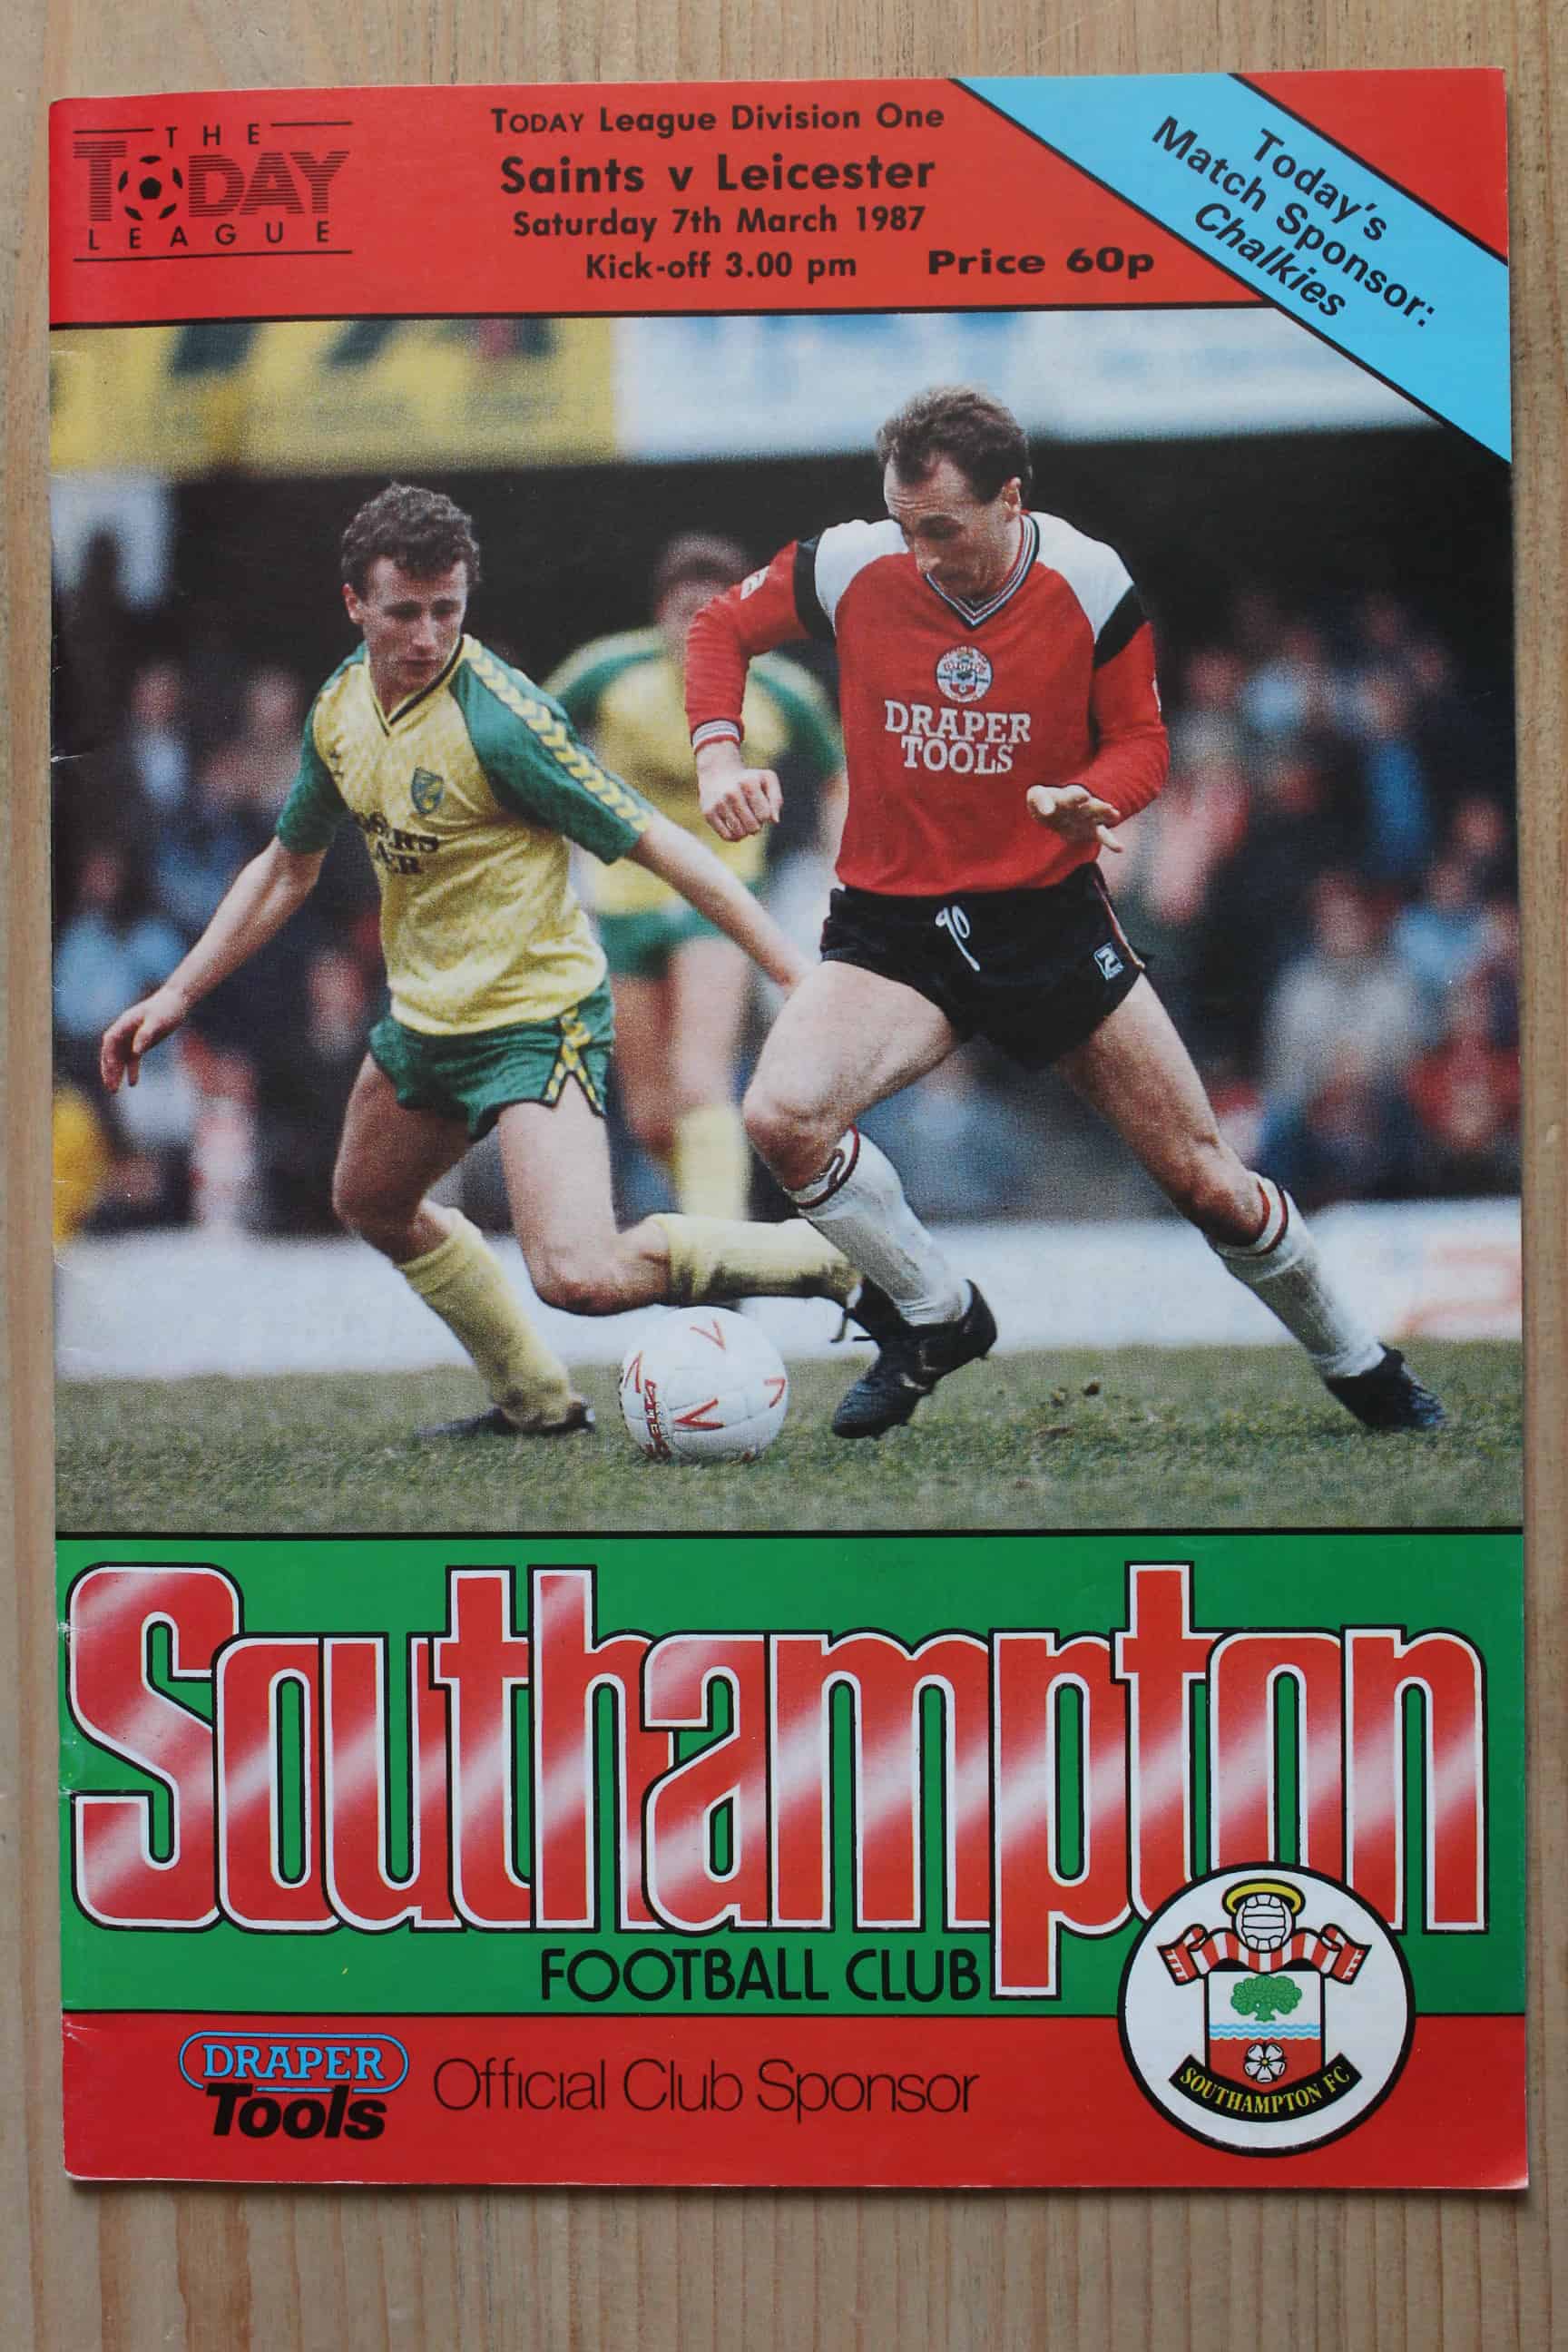 THE
TODAY
LEAGUE
TODAY League Division One
Saints v Leicester
Saturday 7th March 1987
Kick-off 3.00 pm Price 60p
Today's
Match Sponsor:
Chalkies
DRAPER
TOOLS
Southampton
FOOTBALL CLUB
SOUTHAMPTON FC
DRAPER
Tools
Official Club Sponsor